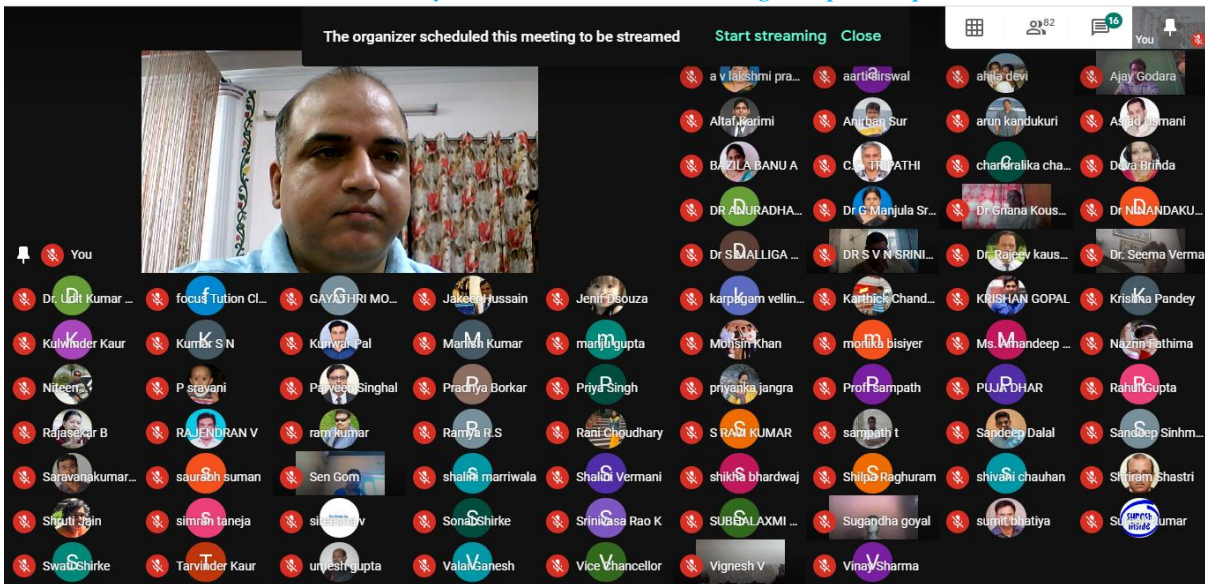 The organizer scheduled this meeting to be streamed Start streaming Close
82 16 You
a v lakshmi pra... aarti sirswal ahila devi Ajay Godara
Altaf Karimi Anirban Sur arun kandukuri Asjad Usmani
BAZILA BANU A C.C. TRIPATHI chandralika cha... Deva Brinda
DR ANURADHA... Dr G Manjula Sr... Dr Gnana Kous... Dr N NANDAKU...
You Dr S MALLIGA ... DR S V N SRINI... Dr. Rajeev kaus... Dr. Seema Verma
Dr. Udit Kumar ... focus Tution Cl... GAYATHRI MO... Jakeer Hussain Jenif Dsouza karpagam vellin... Karthick Chand... KRISHAN GOPAL Krishna Pandey
Kulwinder Kaur Kumar S N Kunwar Pal Manish Kumar manju gupta Mohsin Khan monika bisiyer Ms. Amandeep ... Nazrin Fathima
Niteen P sravani Parveen Singhal Pradnya Borkar Priya Singh priyanka jangra Prof sampath PUJA DHAR Rahul Gupta
Rajasekar B RAJENDRAN V ram kumar Ramya R.S Rani Choudhary S RAVI KUMAR sampath t Sandeep Dalal Sandeep Sinhm...
Saravanakumar... saurabh suman Sen Gom shalini marriwala Shalini Vermani shikha bhardwaj Shilpa Raghuram shivani chauhan Shriram Shastri
Shruti Jain simran taneja Sonali Shirke Srinivasa Rao K SUBBALAXMI ... Sugandha goyal sumit bhatiya
Swati Shirke Tarvinder Kaur umjesh gupta Valai Ganesh Vice Chancellor Vignesh V Vinay Sharma